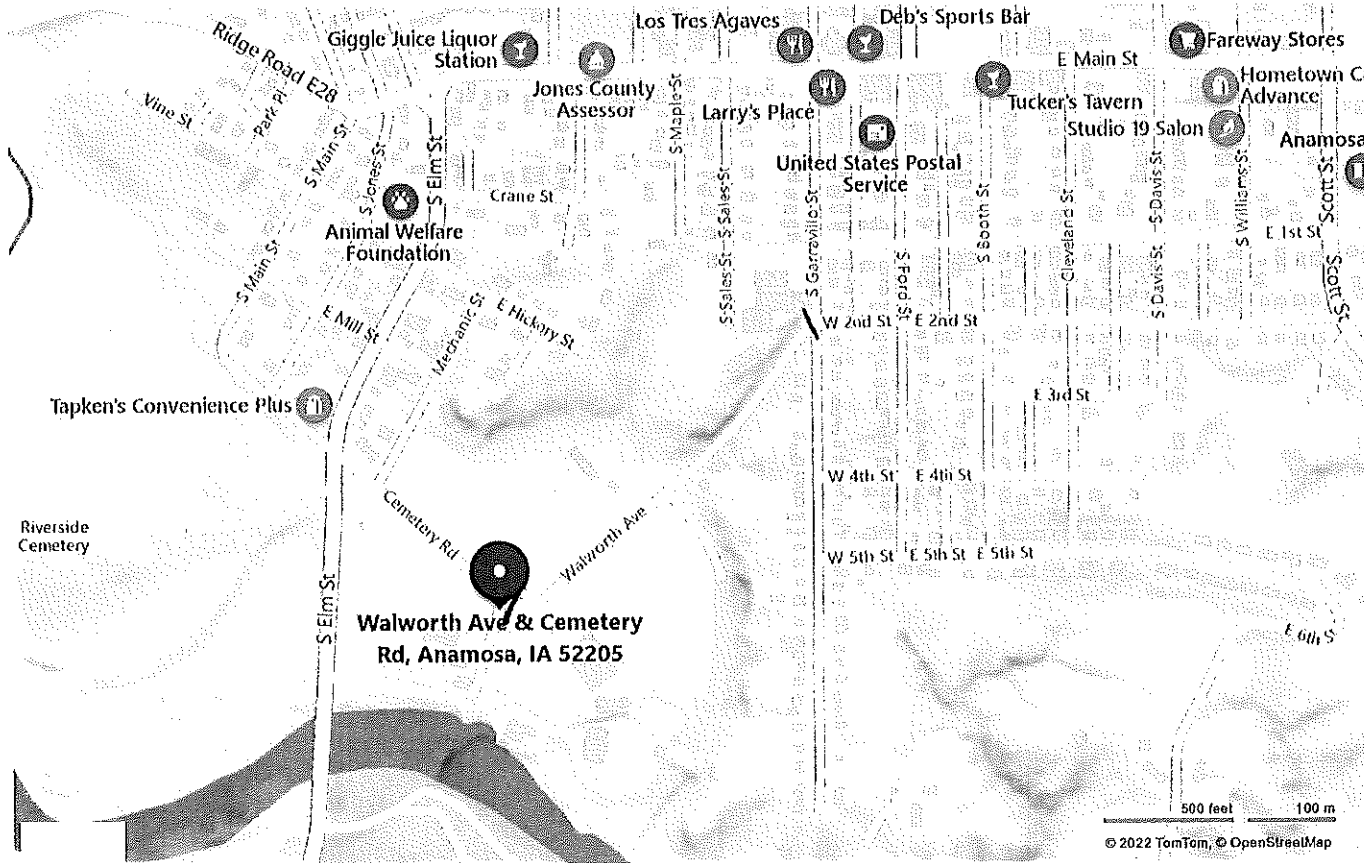 Los Tres Agaves
Deb's Sports Bar
Giggle Juice Liquor
Station
Fareway Stores
Ridge Road E28
E Main St
Jones County
Assessor
Hometown C
Advance
Vine St
Park Pl
S Maple St
Larry's Place
Tucker's Tavern
Studio 19 Salon
S Main St
S Jones St
S Elm St
United States Postal
Service
Anamosa
Crane St
Animal Welfare
Foundation
S Sales St
S Sales St
S Garnavillo St
S Ford St
S Booth St
Cleveland St
S Davis St
S Davis St
S Williams St
E 1st St
Scott St
Scott St
S Main St
E Mill St
Mechanic St
E Hickory St
W 2nd St
E 2nd St
Tapken's Convenience Plus
E 3rd St
W 4th St
E 4th St
Cemetery Rd
Walworth Ave
Riverside
Cemetery
W 5th St
E 5th St
E 5th St
S Elm St
Walworth Ave & Cemetery
Rd, Anamosa, IA 52205
E 6th S
500 feet
100 m
© 2022 TomTom, © OpenStreetMap